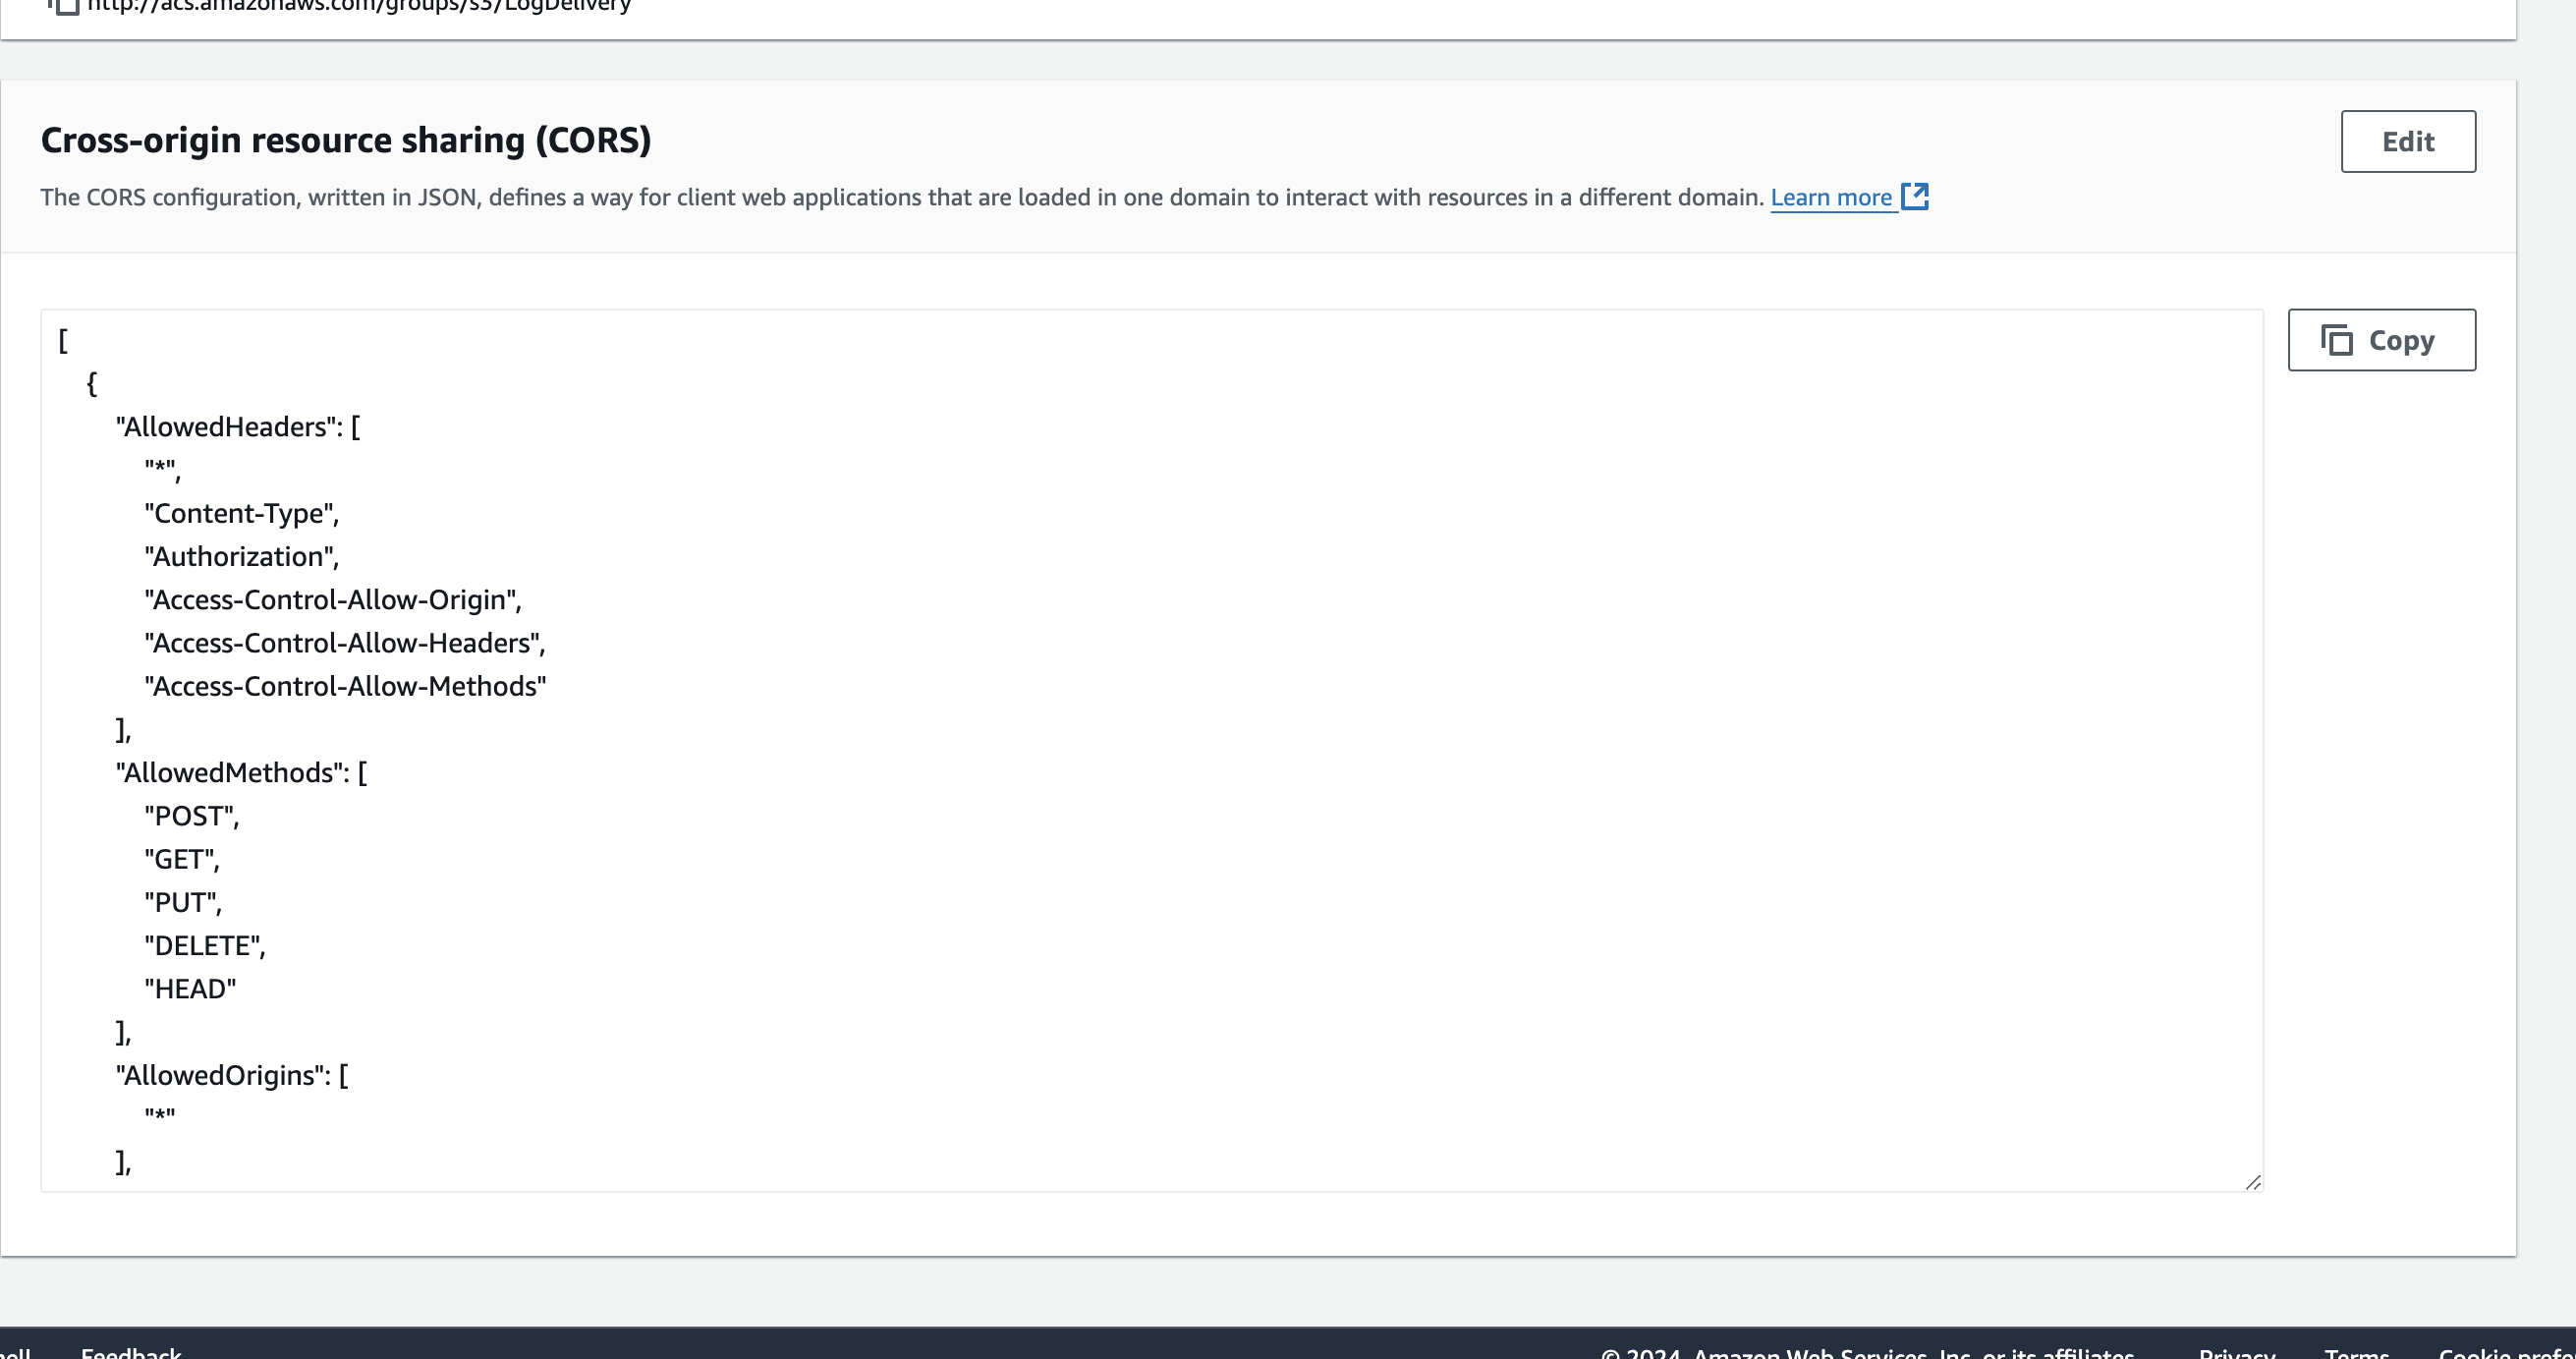 http://acs.amazonaws.com/groups/s3/LogDelivery
Cross-origin resource sharing (CORS)
Edit
The CORS configuration, written in JSON, defines a way for client web applications that are loaded in one domain to interact with resources in a different domain. Learn more
Copy
[
{
"AllowedHeaders": [
"*",
"Content-Type",
"Authorization",
"Access-Control-Allow-Origin",
"Access-Control-Allow-Headers",
"Access-Control-Allow-Methods"
],
"AllowedMethods": [
"POST",
"GET",
"PUT",
"DELETE",
"HEAD"
],
"AllowedOrigins": [
"*"
],
Feedback
© 2024, Amazon Web Services, Inc. or its affiliates.
Privacy
Terms
Cookie